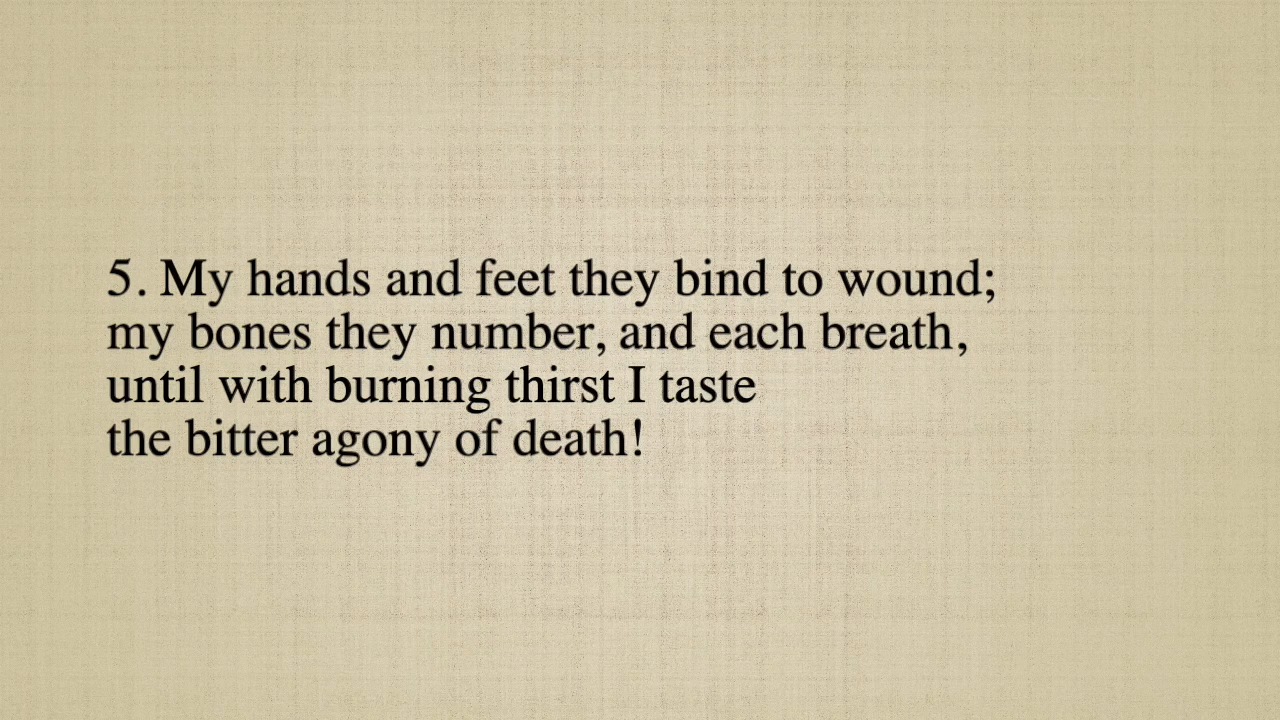 5. My hands and feet they bind to wound;
my bones they number, and each breath,
until with burning thirst I taste
the bitter agony of death!